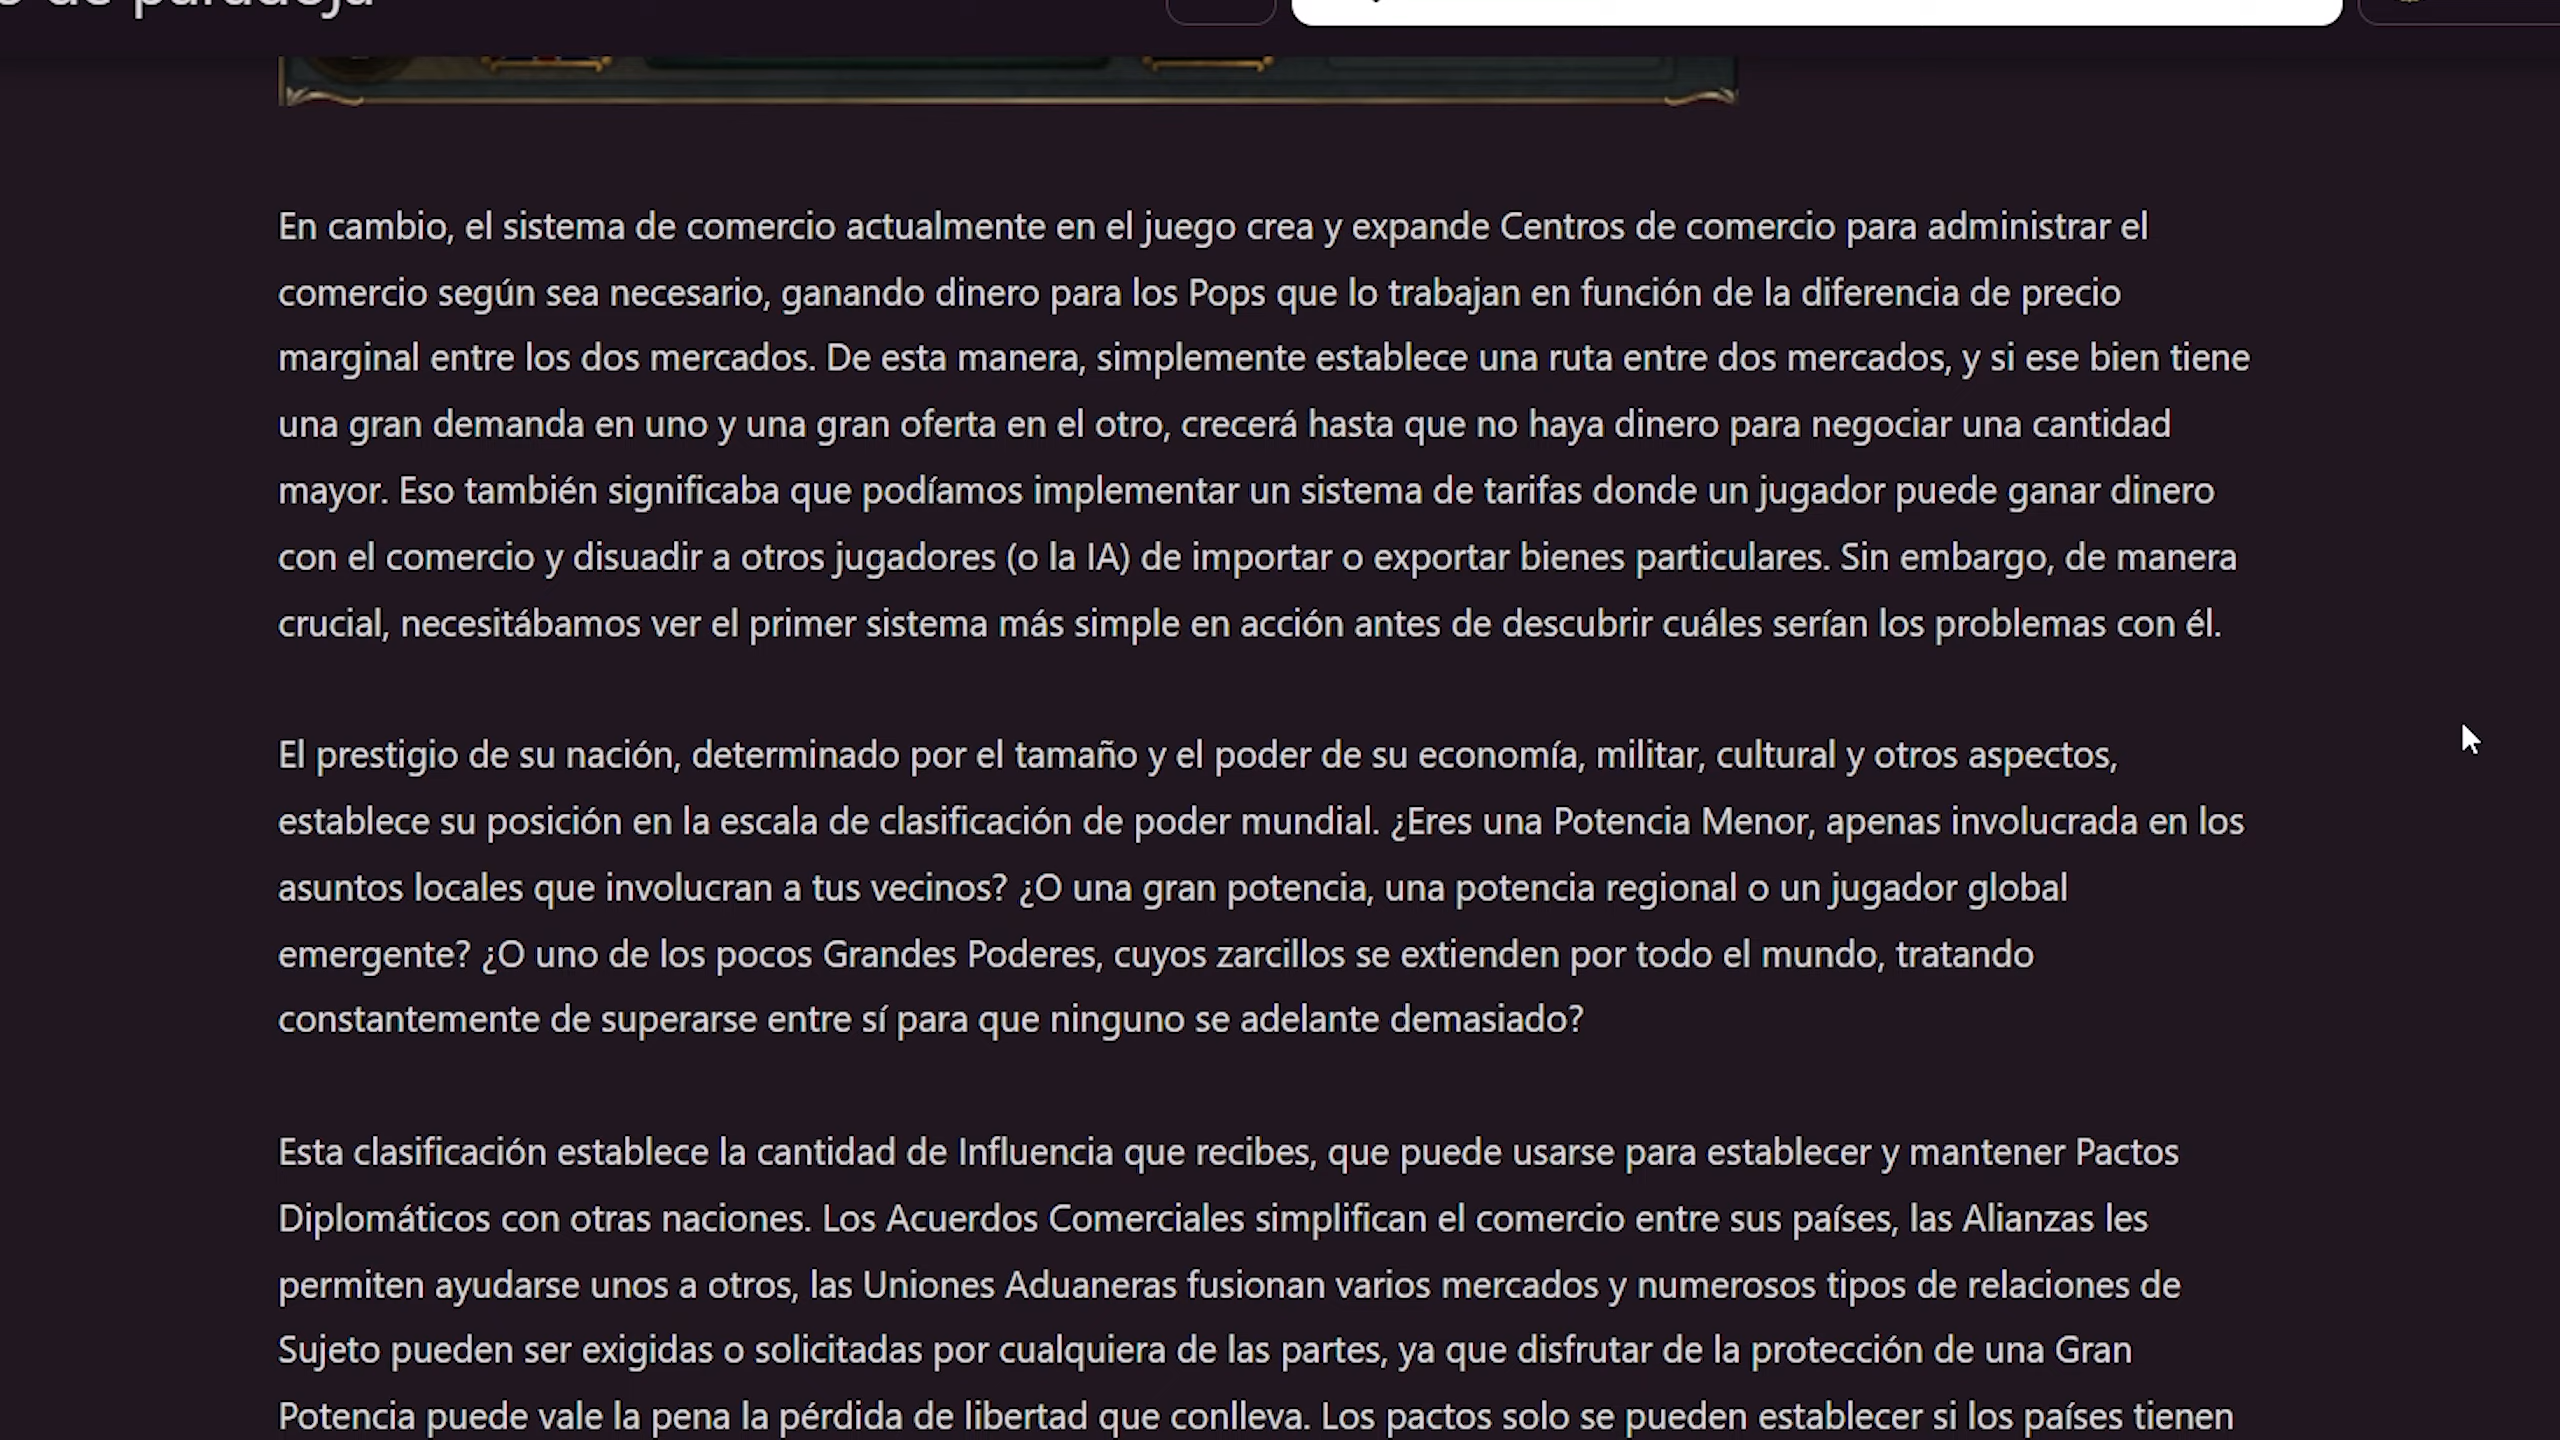 o de paradoja
En cambio, el sistema de comercio actualmente en el juego crea y expande Centros de comercio para administrar el
comercio según sea necesario, ganando dinero para los Pops que lo trabajan en función de la diferencia de precio
marginal entre los dos mercados. De esta manera, simplemente establece una ruta entre dos mercados, y si ese bien tiene
una gran demanda en uno y una gran oferta en el otro, crecerá hasta que no haya dinero para negociar una cantidad
mayor. Eso también significaba que podíamos implementar un sistema de tarifas donde un jugador puede ganar dinero
con el comercio y disuadir a otros jugadores (o la IA) de importar o exportar bienes particulares. Sin embargo, de manera
crucial, necesitábamos ver el primer sistema más simple en acción antes de descubrir cuáles serían los problemas con él.
El prestigio de su nación, determinado por el tamaño y el poder de su economía, militar, cultural y otros aspectos,
establece su posición en la escala de clasificación de poder mundial. ¿Eres una Potencia Menor, apenas involucrada en los
asuntos locales que involucran a tus vecinos? ¿O una gran potencia, una potencia regional o un jugador global
emergente? ¿O uno de los pocos Grandes Poderes, cuyos zarcillos se extienden por todo el mundo, tratando
constantemente de superarse entre sí para que ninguno se adelante demasiado?
Esta clasificación establece la cantidad de Influencia que recibes, que puede usarse para establecer y mantener Pactos
Diplomáticos con otras naciones. Los Acuerdos Comerciales simplifican el comercio entre sus países, las Alianzas les
permiten ayudarse unos a otros, las Uniones Aduaneras fusionan varios mercados y numerosos tipos de relaciones de
Sujeto pueden ser exigidas o solicitadas por cualquiera de las partes, ya que disfrutar de la protección de una Gran
Potencia puede vale la pena la pérdida de libertad que conlleva. Los pactos solo se pueden establecer si los países tienen